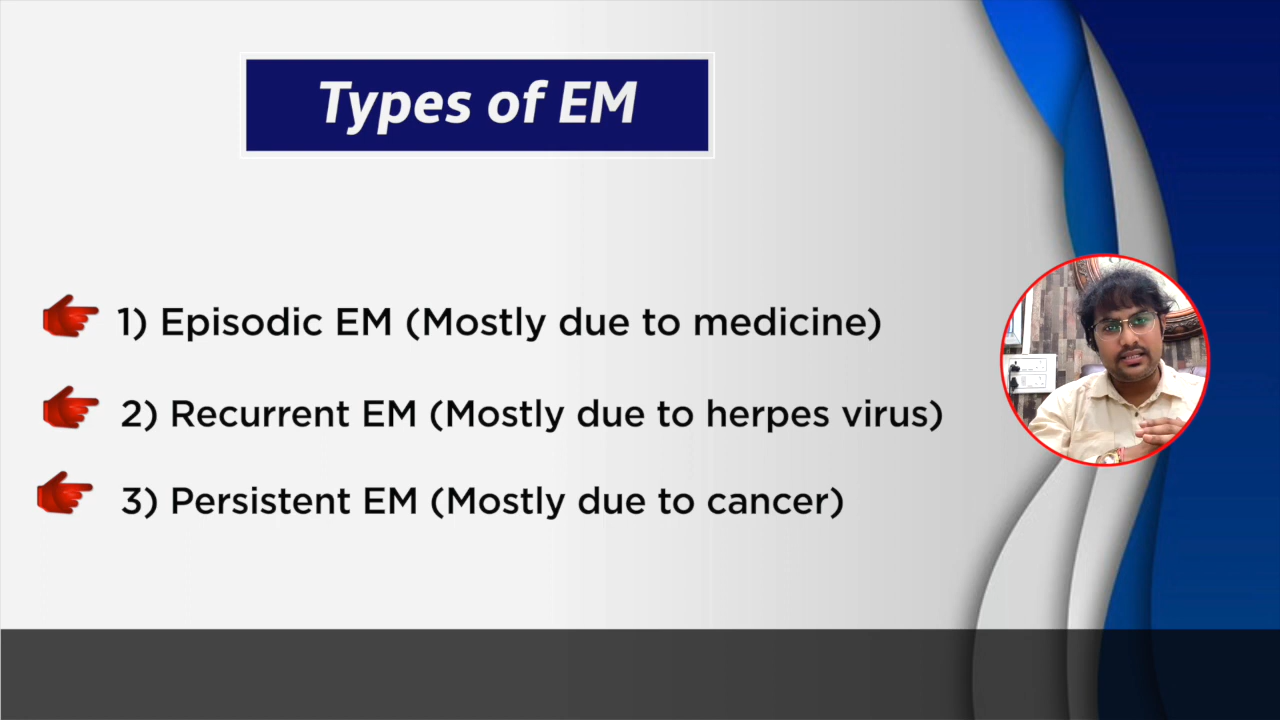 Types of EM
1) Episodic EM (Mostly due to medicine)
2) Recurrent EM (Mostly due to herpes virus)
3) Persistent EM (Mostly due to cancer)